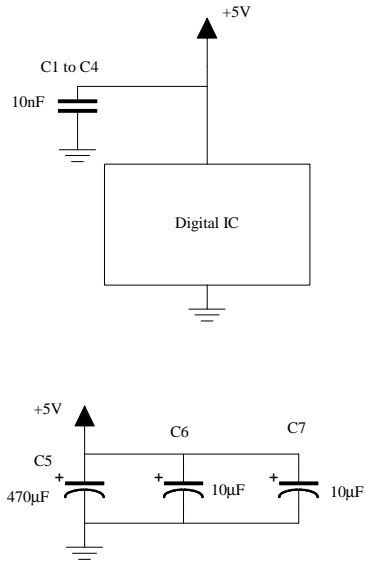 +5V
C1 to C4
10nF
Digital IC
+5V
C6
C7
C5
+
+
+
470μF
10μF
10μF